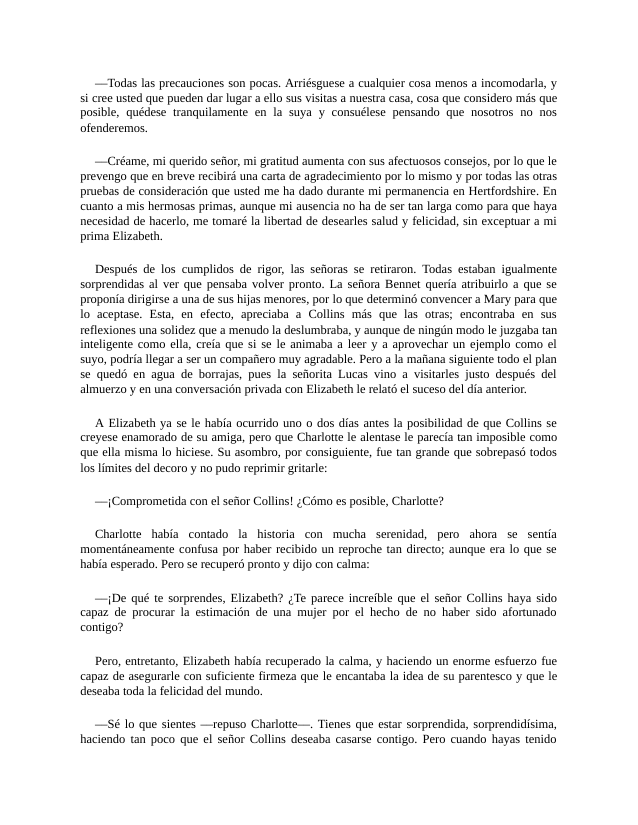 —Todas las precauciones son pocas. Arriésguese a cualquier cosa menos a incomodarla, y
si cree usted que pueden dar lugar a ello sus visitas a nuestra casa, cosa que considero más que
posible, quédese tranquilamente en la suya y consuélese pensando que nosotros no nos
ofenderemos.
—Créame, mi querido señor, mi gratitud aumenta con sus afectuosos consejos, por lo que le
prevengo que en breve recibirá una carta de agradecimiento por lo mismo y por todas las otras
pruebas de consideración que usted me ha dado durante mi permanencia en Hertfordshire. En
cuanto a mis hermosas primas, aunque mi ausencia no ha de ser tan larga como para que haya
necesidad de hacerlo, me tomaré la libertad de desearles salud y felicidad, sin exceptuar a mi
prima Elizabeth.
Después de los cumplidos de rigor, las señoras se retiraron. Todas estaban igualmente
sorprendidas al ver que pensaba volver pronto. La señora Bennet quería atribuirlo a que se
proponía dirigirse a una de sus hijas menores, por lo que determinó convencer a Mary para que
lo aceptase. Esta, en efecto, apreciaba a Collins más que las otras; encontraba en sus
reflexiones una solidez que a menudo la deslumbraba, y aunque de ningún modo le juzgaba tan
inteligente como ella, creía que si se le animaba a leer y a aprovechar un ejemplo como el
suyo, podría llegar a ser un compañero muy agradable. Pero a la mañana siguiente todo el plan
se quedó en agua de borrajas, pues la señorita Lucas vino a visitarles justo después del
almuerzo y en una conversación privada con Elizabeth le relató el suceso del día anterior.
A Elizabeth ya se le había ocurrido uno o dos días antes la posibilidad de que Collins se
creyese enamorado de su amiga, pero que Charlotte le alentase le parecía tan imposible como
que ella misma lo hiciese. Su asombro, por consiguiente, fue tan grande que sobrepasó todos
los límites del decoro y no pudo reprimir gritarle:
—¡Comprometida con el señor Collins! ¿Cómo es posible, Charlotte?
Charlotte había contado la historia con mucha serenidad, pero ahora se sentía
momentáneamente confusa por haber recibido un reproche tan directo; aunque era lo que se
había esperado. Pero se recuperó pronto y dijo con calma:
—¡De qué te sorprendes, Elizabeth? ¿Te parece increíble que el señor Collins haya sido
capaz de procurar la estimación de una mujer por el hecho de no haber sido afortunado
contigo?
Pero, entretanto, Elizabeth había recuperado la calma, y haciendo un enorme esfuerzo fue
capaz de asegurarle con suficiente firmeza que le encantaba la idea de su parentesco y que le
deseaba toda la felicidad del mundo.
—Sé lo que sientes —repuso Charlotte—. Tienes que estar sorprendida, sorprendidísima,
haciendo tan poco que el señor Collins deseaba casarse contigo. Pero cuando hayas tenido